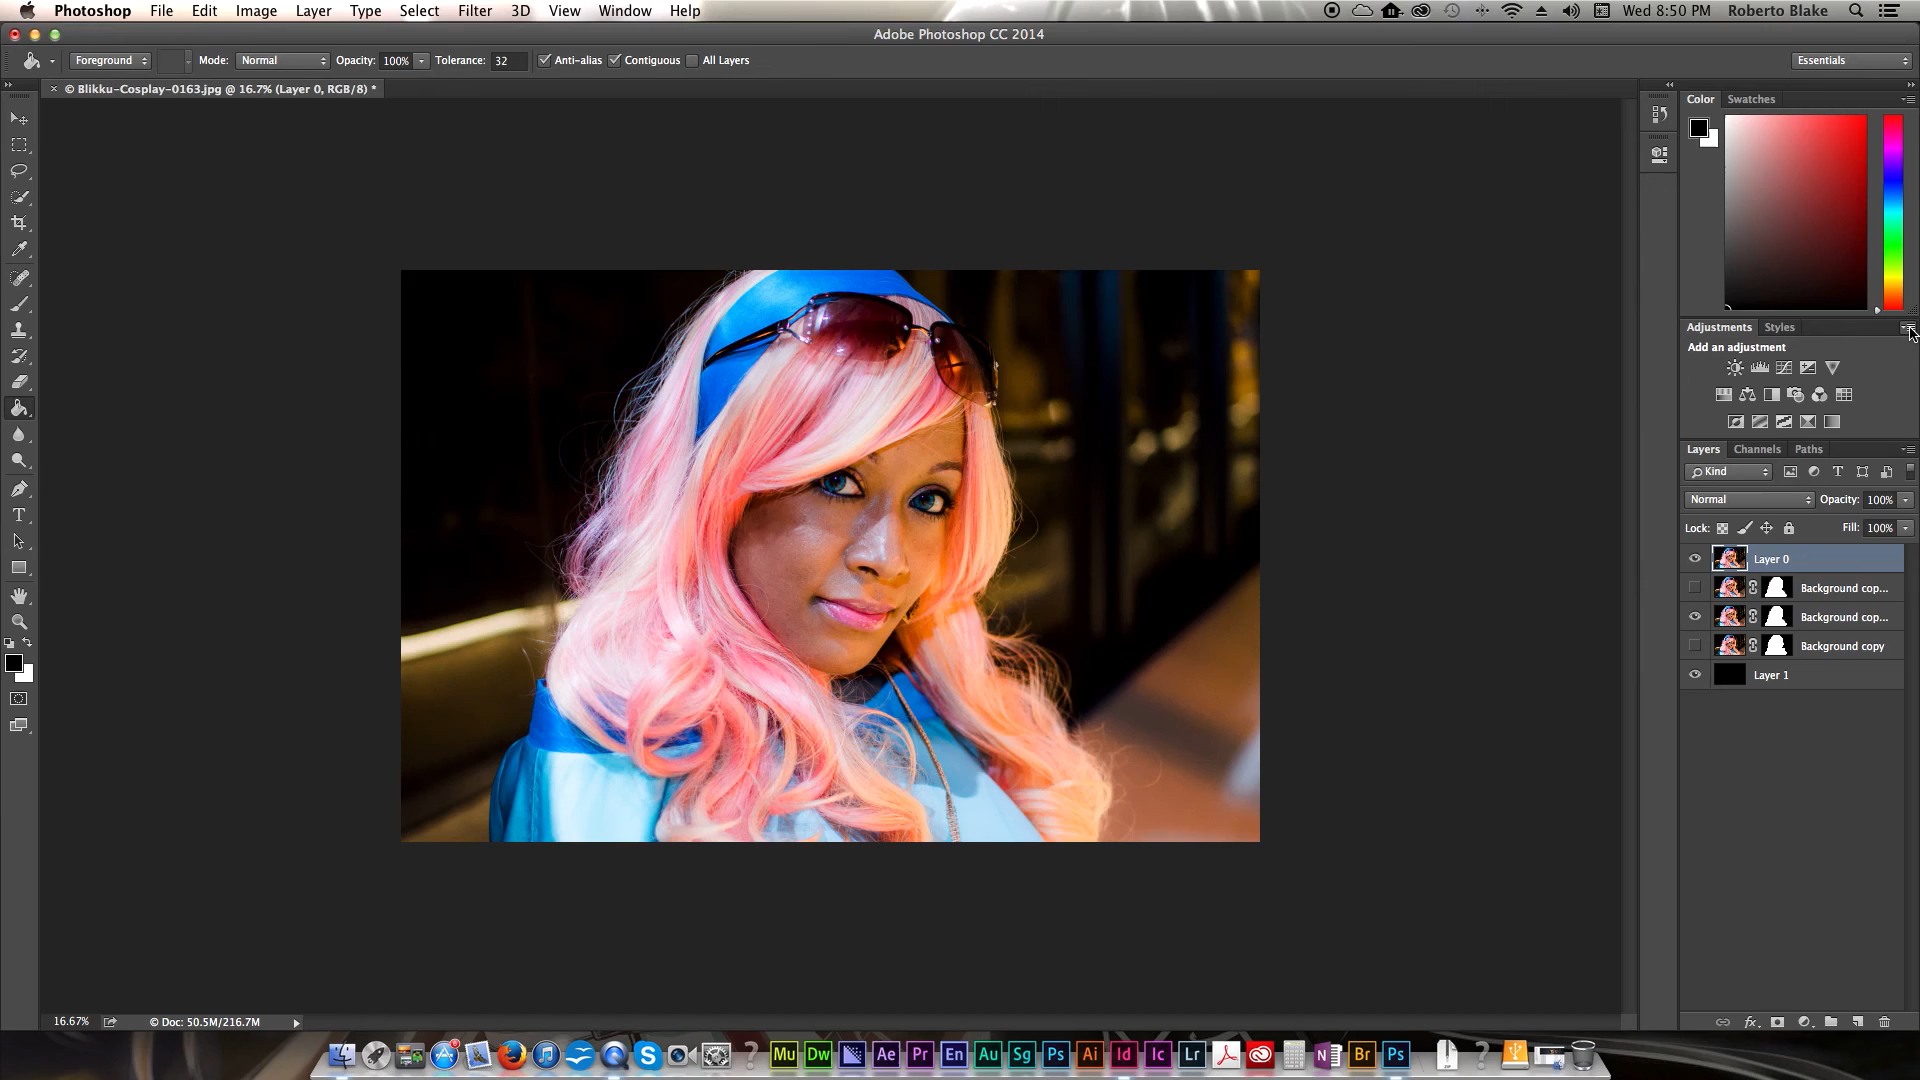 Photoshop File Edit Image Layer Type Select Filter 3D View Window Help Wed 8:50 PM Roberto Blake
Adobe Photoshop CC 2014
Foreground Mode: Normal Opacity: 100% Tolerance: 32 Anti-alias Contiguous All Layers Essentials
× © Blikku-Cosplay-0163.jpg @ 16.7% (Layer 0, RGB/8) *
Color Swatches
Adjustments Styles
Add an adjustment
Layers Channels Paths
Kind
Normal Opacity: 100%
Lock: Fill: 100%
Layer 0
Background cop...
Background cop...
Background copy
Layer 1
16.67% © Doc: 50.5M/216.7M
Mu Dw Ae Pr En Au Sg Ps Ai Id Ic Lr N Br Ps